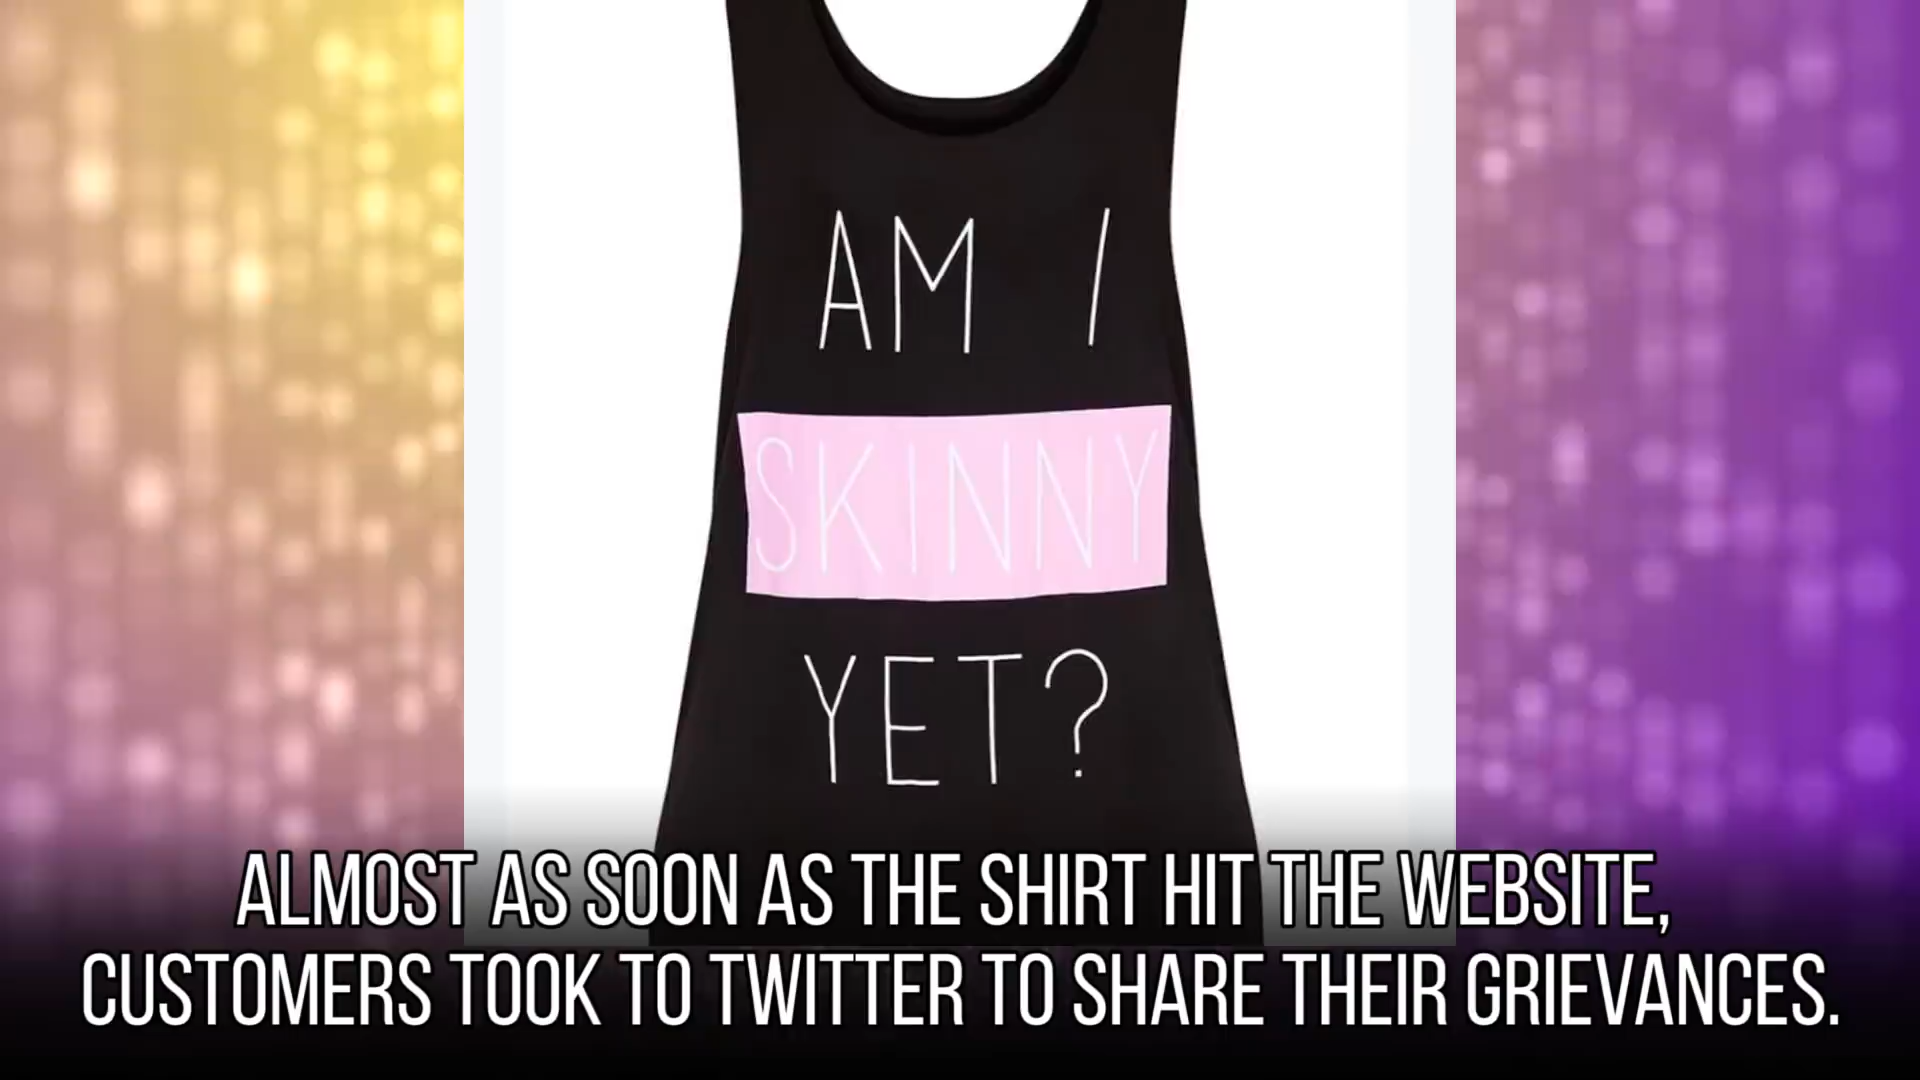 AM I
SKINNY
YET?
ALMOST AS SOON AS THE SHIRT HIT THE WEBSITE,
CUSTOMERS TOOK TO TWITTER TO SHARE THEIR GRIEVANCES.